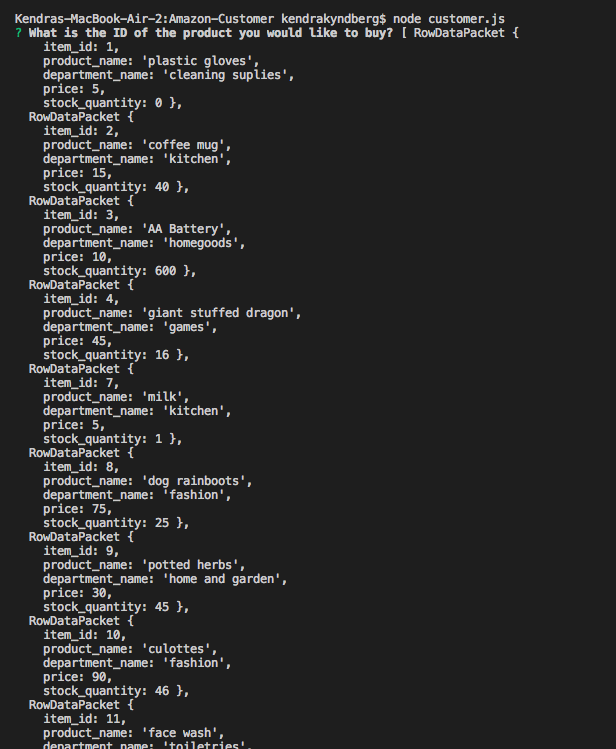 Kendras-MacBook-Air-2:Amazon-Customer kendrakyndberg$ node customer.js
? What is the ID of the product you would like to buy? [ RowDataPacket {
item_id: 1,
product_name: 'plastic gloves',
department_name: 'cleaning suplies',
price: 5,
stock_quantity: 0 },
RowDataPacket {
item_id: 2,
product_name: 'coffee mug',
department_name: 'kitchen',
price: 15,
stock_quantity: 40 },
RowDataPacket {
item_id: 3,
product_name: 'AA Battery',
department_name: 'homegoods',
price: 10,
stock_quantity: 600 },
RowDataPacket {
item_id: 4,
product_name: 'giant stuffed dragon',
department_name: 'games',
price: 45,
stock_quantity: 16 },
RowDataPacket {
item_id: 7,
product_name: 'milk',
department_name: 'kitchen',
price: 5,
stock_quantity: 1 },
RowDataPacket {
item_id: 8,
product_name: 'dog rainboots',
department_name: 'fashion',
price: 75,
stock_quantity: 25 },
RowDataPacket {
item_id: 9,
product_name: 'potted herbs',
department_name: 'home and garden',
price: 30,
stock_quantity: 45 },
RowDataPacket {
item_id: 10,
product_name: 'culottes',
department_name: 'fashion',
price: 90,
stock_quantity: 46 },
RowDataPacket {
item_id: 11,
product_name: 'face wash',
department_name: 'toiletries',